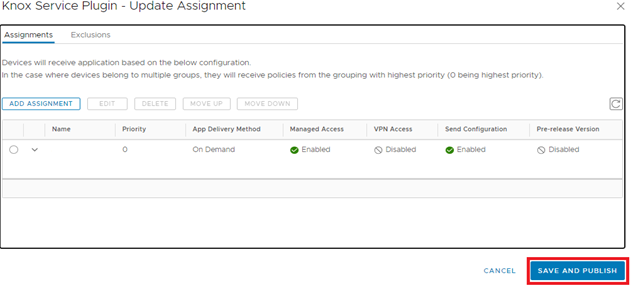 Knox Service Plugin - Update Assignment
Assignments Exclusions
Devices will receive application based on the below configuration.
In the case where devices belong to multiple groups, they will receive policies from the grouping with highest priority (0 being highest priority).
ADD ASSIGNMENT EDIT DELETE MOVE UP MOVE DOWN
Name Priority App Delivery Method Managed Access VPN Access Send Configuration Pre-release Version
0 On Demand Enabled Disabled Enabled Disabled
CANCEL SAVE AND PUBLISH